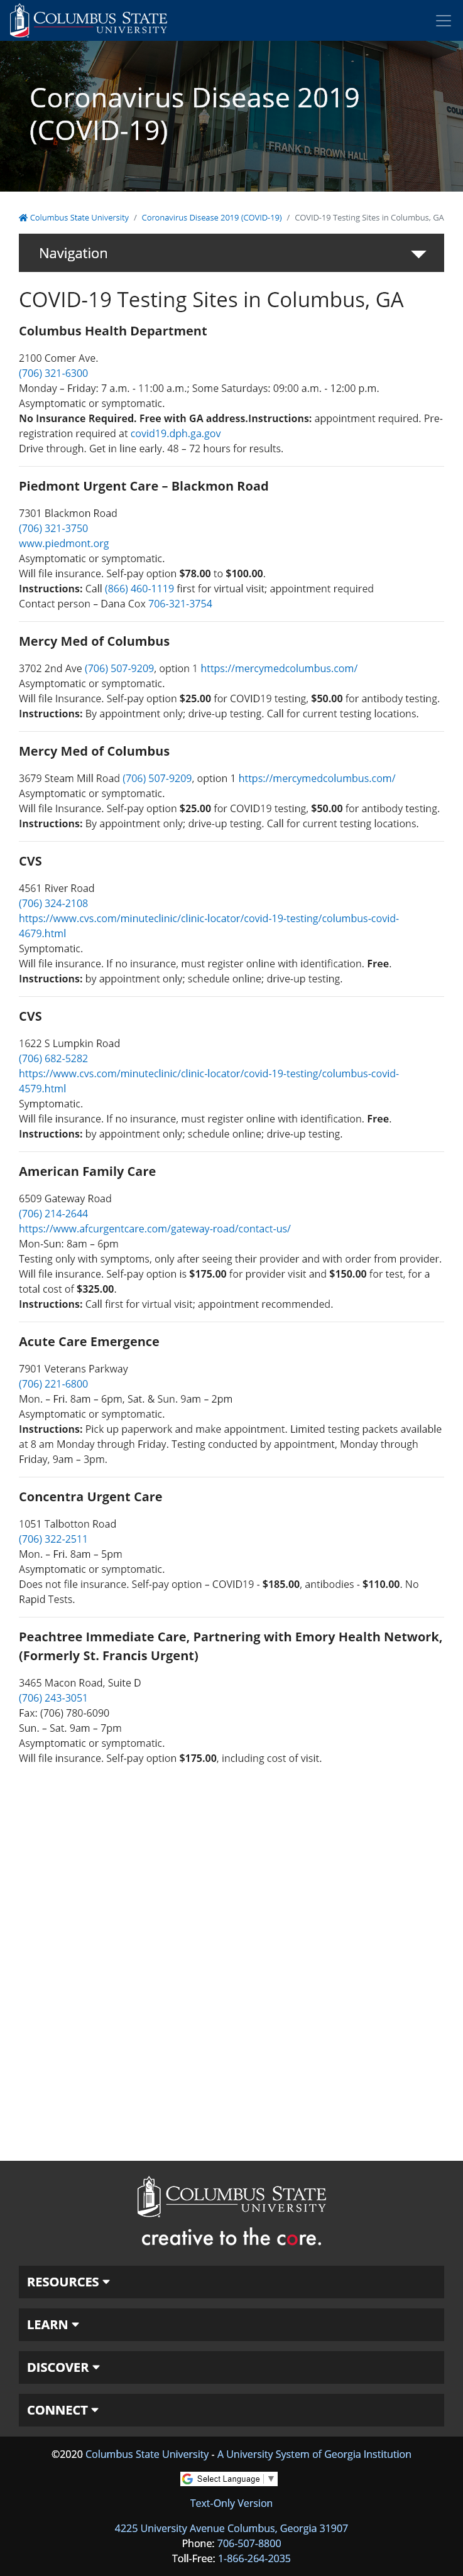 COLUMBUS STATE
UNIVERSITY
Coronavirus Disease 2019
(COVID-19)
FRANK D. BROWN HALL
COLUM
Columbus State University / Coronavirus Disease 2019 (COVID-19) / COVID-19 Testing Sites in Columbus, GA
Navigation
COVID-19 Testing Sites in Columbus, GA
Columbus Health Department
2100 Comer Ave.
(706) 321-6300
Monday – Friday: 7 a.m. - 11:00 a.m.; Some Saturdays: 09:00 a.m. - 12:00 p.m.
Asymptomatic or symptomatic.
No Insurance Required. Free with GA address.Instructions: appointment required. Pre-
registration required at covid19.dph.ga.gov
Drive through. Get in line early. 48 – 72 hours for results.
Piedmont Urgent Care – Blackmon Road
7301 Blackmon Road
(706) 321-3750
www.piedmont.org
Asymptomatic or symptomatic.
Will file insurance. Self-pay option $78.00 to $100.00.
Instructions: Call (866) 460-1119 first for virtual visit; appointment required
Contact person – Dana Cox 706-321-3754
Mercy Med of Columbus
3702 2nd Ave (706) 507-9209, option 1 https://mercymedcolumbus.com/
Asymptomatic or symptomatic.
Will file Insurance. Self-pay option $25.00 for COVID19 testing, $50.00 for antibody testing.
Instructions: By appointment only; drive-up testing. Call for current testing locations.
Mercy Med of Columbus
3679 Steam Mill Road (706) 507-9209, option 1 https://mercymedcolumbus.com/
Asymptomatic or symptomatic.
Will file Insurance. Self-pay option $25.00 for COVID19 testing, $50.00 for antibody testing.
Instructions: By appointment only; drive-up testing. Call for current testing locations.
CVS
4561 River Road
(706) 324-2108
https://www.cvs.com/minuteclinic/clinic-locator/covid-19-testing/columbus-covid-
4679.html
Symptomatic.
Will file insurance. If no insurance, must register online with identification. Free.
Instructions: by appointment only; schedule online; drive-up testing.
CVS
1622 S Lumpkin Road
(706) 682-5282
https://www.cvs.com/minuteclinic/clinic-locator/covid-19-testing/columbus-covid-
4579.html
Symptomatic.
Will file insurance. If no insurance, must register online with identification. Free.
Instructions: by appointment only; schedule online; drive-up testing.
American Family Care
6509 Gateway Road
(706) 214-2644
https://www.afcurgentcare.com/gateway-road/contact-us/
Mon-Sun: 8am – 6pm
Testing only with symptoms, only after seeing their provider and with order from provider.
Will file insurance. Self-pay option is $175.00 for provider visit and $150.00 for test, for a
total cost of $325.00.
Instructions: Call first for virtual visit; appointment recommended.
Acute Care Emergence
7901 Veterans Parkway
(706) 221-6800
Mon. – Fri. 8am – 6pm, Sat. & Sun. 9am – 2pm
Asymptomatic or symptomatic.
Instructions: Pick up paperwork and make appointment. Limited testing packets available
at 8 am Monday through Friday. Testing conducted by appointment, Monday through
Friday, 9am – 3pm.
Concentra Urgent Care
1051 Talbotton Road
(706) 322-2511
Mon. – Fri. 8am – 5pm
Asymptomatic or symptomatic.
Does not file insurance. Self-pay option – COVID19 - $185.00, antibodies - $110.00. No
Rapid Tests.
Peachtree Immediate Care, Partnering with Emory Health Network,
(Formerly St. Francis Urgent)
3465 Macon Road, Suite D
(706) 243-3051
Fax: (706) 780-6090
Sun. – Sat. 9am – 7pm
Asymptomatic or symptomatic.
Will file insurance. Self-pay option $175.00, including cost of visit.
COLUMBUS STATE
UNIVERSITY
creative to the core.
RESOURCES
LEARN
DISCOVER
CONNECT
©2020 Columbus State University - A University System of Georgia Institution
Select Language ▼
Text-Only Version
4225 University Avenue Columbus, Georgia 31907
Phone: 706-507-8800
Toll-Free: 1-866-264-2035